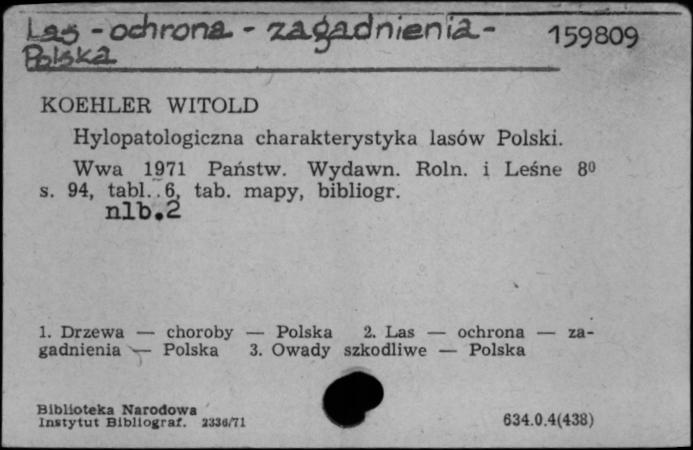 Las - ochrona - zagadnienia -
Polska
159809
KOEHLER WITOLD
Hylopatologiczna charakterystyka lasów Polski.
Wwa 1971 Państw. Wydawn. Roln. i Leśne 8⁰
s. 94, tabl. 6, tab. mapy, bibliogr.
nlb.2
1. Drzewa — choroby — Polska 2. Las — ochrona — za-
gadnienia — Polska 3. Owady szkodliwe — Polska
Biblioteka Narodowa
Instytut Bibliograf. 2336/71
634.0.4(438)